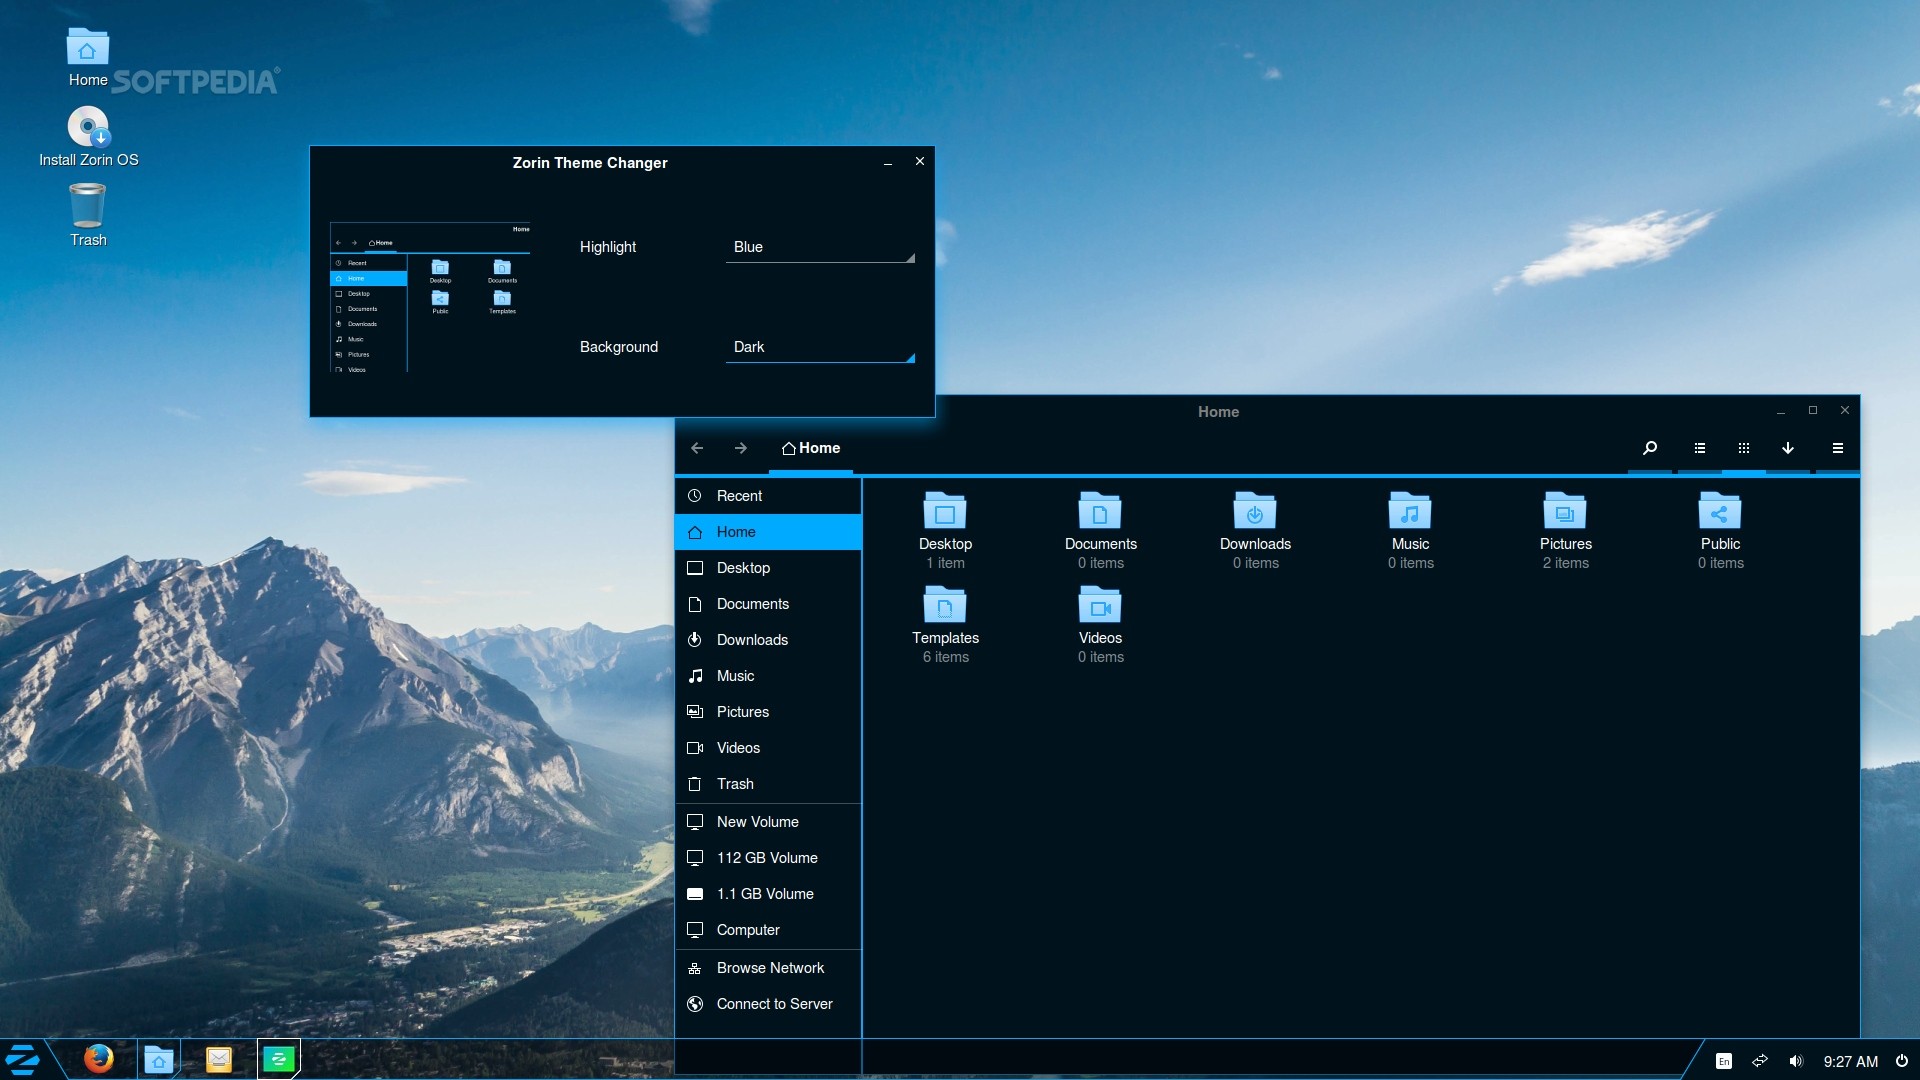 Home
SOFTPEDIA®
Install Zorin OS
Trash
Zorin Theme Changer
Home
Home
Recent
Home
Desktop
Documents
Downloads
Music
Pictures
Videos
Desktop
Documents
Public
Templates
Highlight
Blue
Background
Dark
Home
Home
Recent
Home
Desktop
Documents
Downloads
Music
Pictures
Videos
Trash
New Volume
112 GB Volume
1.1 GB Volume
Computer
Browse Network
Connect to Server
Desktop
1 item
Documents
0 items
Downloads
0 items
Music
0 items
Pictures
2 items
Public
0 items
Templates
6 items
Videos
0 items
En
9:27 AM